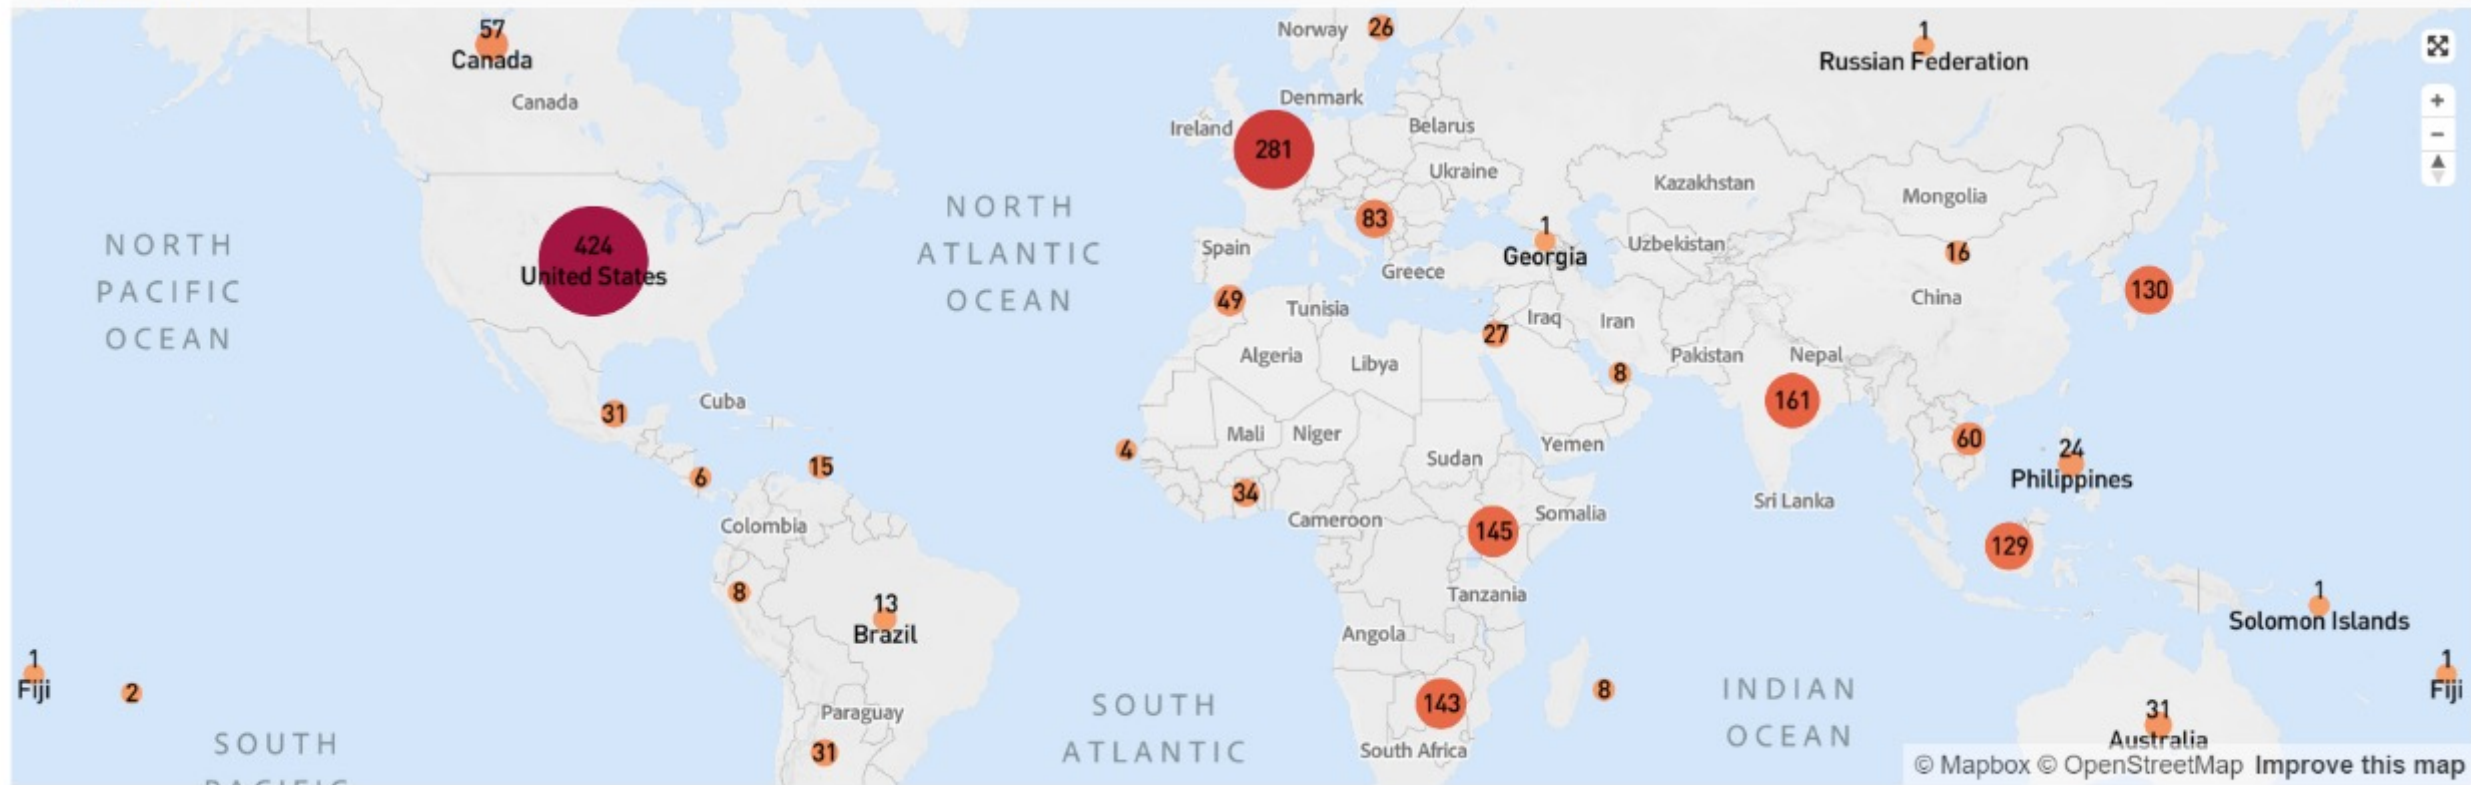 57
Canada
Canada
Norway
26
1
Russian Federation
Denmark
Ireland
281
Belarus
Ukraine
Kazakhstan
Mongolia
83
NORTH
PACIFIC
OCEAN
424
United States
NORTH
ATLANTIC
OCEAN
Spain
Greece
1
Georgia
Uzbekistan
16
China
130
49
Tunisia
27
Iraq
Iran
Algeria
Libya
8
Pakistan
Nepal
161
31
Cuba
4
Mali
Niger
Sudan
Yemen
60
24
Philippines
6
15
34
Cameroon
145
Somalia
Sri Lanka
129
Colombia
8
13
Brazil
Tanzania
Angola
1
Solomon Islands
1
Fiji
2
SOUTH
PACIFIC
Paraguay
31
SOUTH
ATLANTIC
143
South Africa
8
INDIAN
OCEAN
31
Australia
1
Fiji
© Mapbox © OpenStreetMap Improve this map